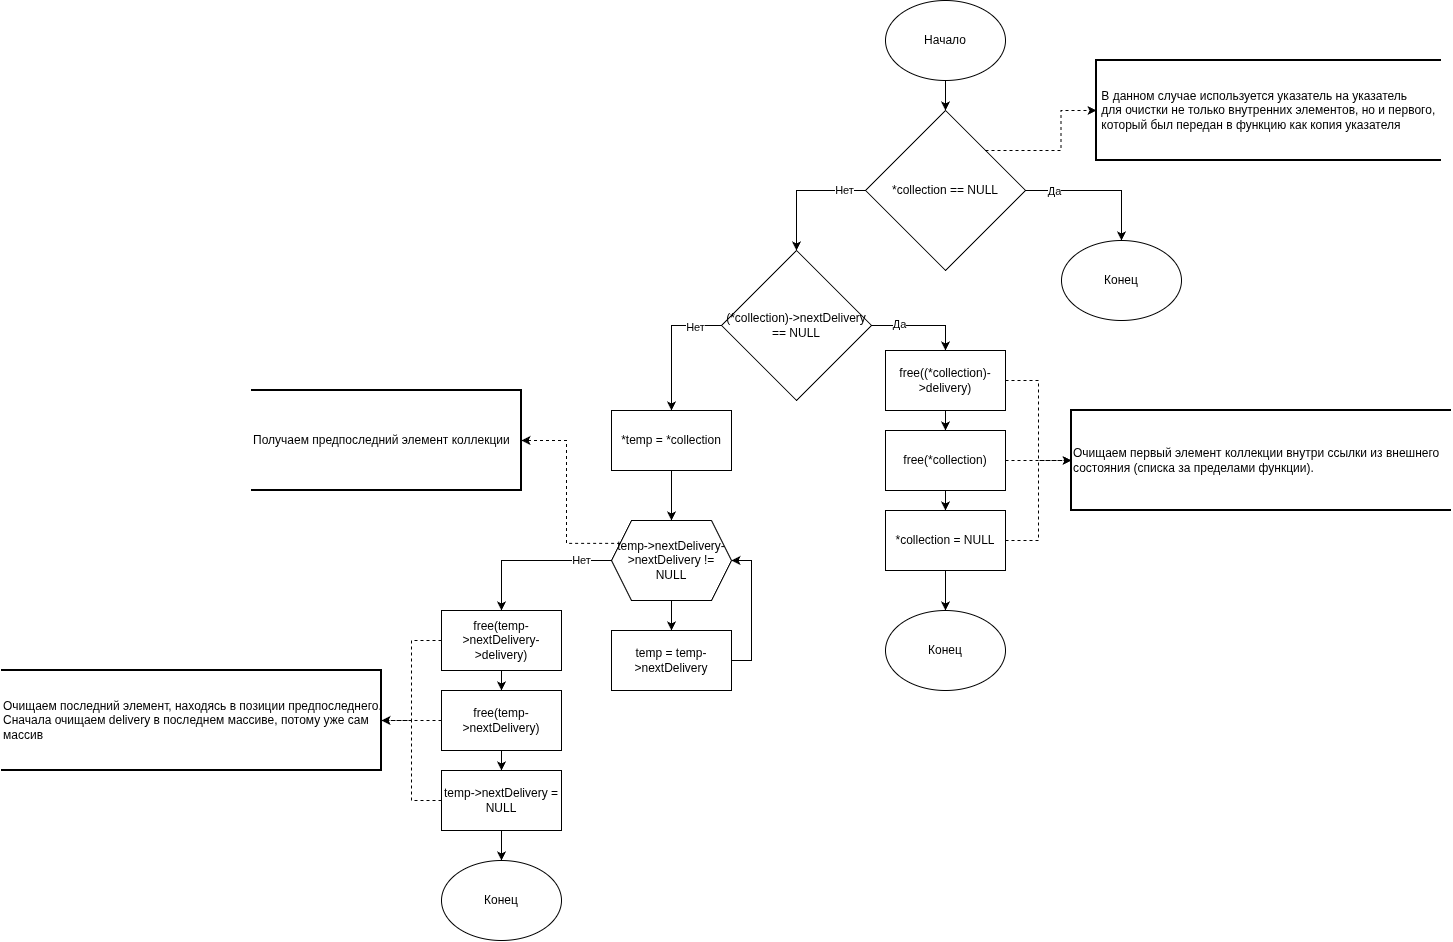 Начало
В данном случае используется указатель на указатель
для очистки не только внутренних элементов, но и первого,
который был передан в функцию как копия указателя
*collection == NULL
Нет
Да
Конец
(*collection)->nextDelivery
== NULL
Нет
Да
free((*collection)-
>delivery)
*temp = *collection
Получаем предпоследний элемент коллекции
free(*collection)
Очищаем первый элемент коллекции внутри ссылки из внешнего
состояния (списка за пределами функции).
*collection = NULL
temp->nextDelivery-
>nextDelivery !=
NULL
Нет
free(temp-
>nextDelivery-
>delivery)
temp = temp-
>nextDelivery
Конец
Очищаем последний элемент, находясь в позиции предпоследнего.
Сначала очищаем delivery в последнем массиве, потому уже сам
массив
free(temp-
>nextDelivery)
temp->nextDelivery =
NULL
Конец